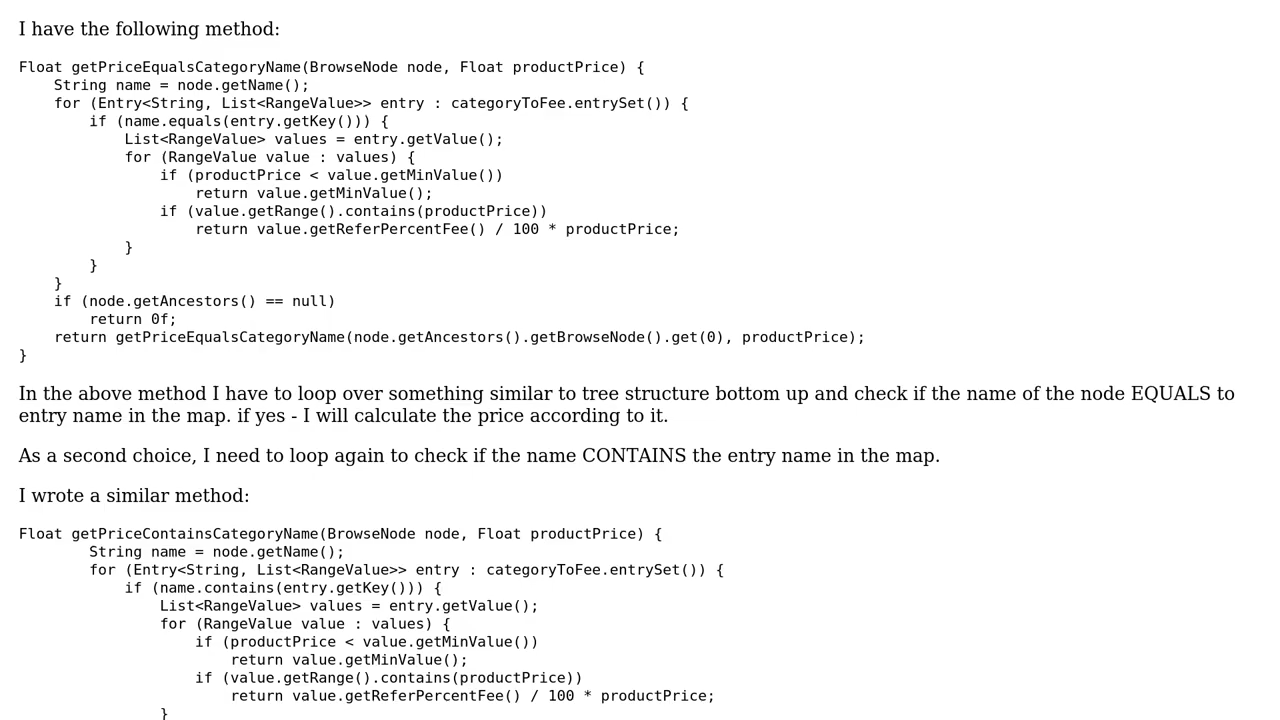 I have the following method:
Float getPriceEqualsCategoryName(BrowseNode node, Float productPrice) {
    String name = node.getName();
    for (Entry<String, List<RangeValue>> entry : categoryToFee.entrySet()) {
        if (name.equals(entry.getKey())) {
            List<RangeValue> values = entry.getValue();
            for (RangeValue value : values) {
                if (productPrice < value.getMinValue())
                    return value.getMinValue();
                if (value.getRange().contains(productPrice))
                    return value.getReferPercentFee() / 100 * productPrice;
            }
        }
    }
    if (node.getAncestors() == null)
        return 0f;
    return getPriceEqualsCategoryName(node.getAncestors().getBrowseNode().get(0), productPrice);
}
In the above method I have to loop over something similar to tree structure bottom up and check if the name of the node EQUALS to
entry name in the map. if yes - I will calculate the price according to it.
As a second choice, I need to loop again to check if the name CONTAINS the entry name in the map.
I wrote a similar method:
Float getPriceContainsCategoryName(BrowseNode node, Float productPrice) {
        String name = node.getName();
        for (Entry<String, List<RangeValue>> entry : categoryToFee.entrySet()) {
            if (name.contains(entry.getKey())) {
                List<RangeValue> values = entry.getValue();
                for (RangeValue value : values) {
                    if (productPrice < value.getMinValue())
                        return value.getMinValue();
                    if (value.getRange().contains(productPrice))
                        return value.getReferPercentFee() / 100 * productPrice;
                }